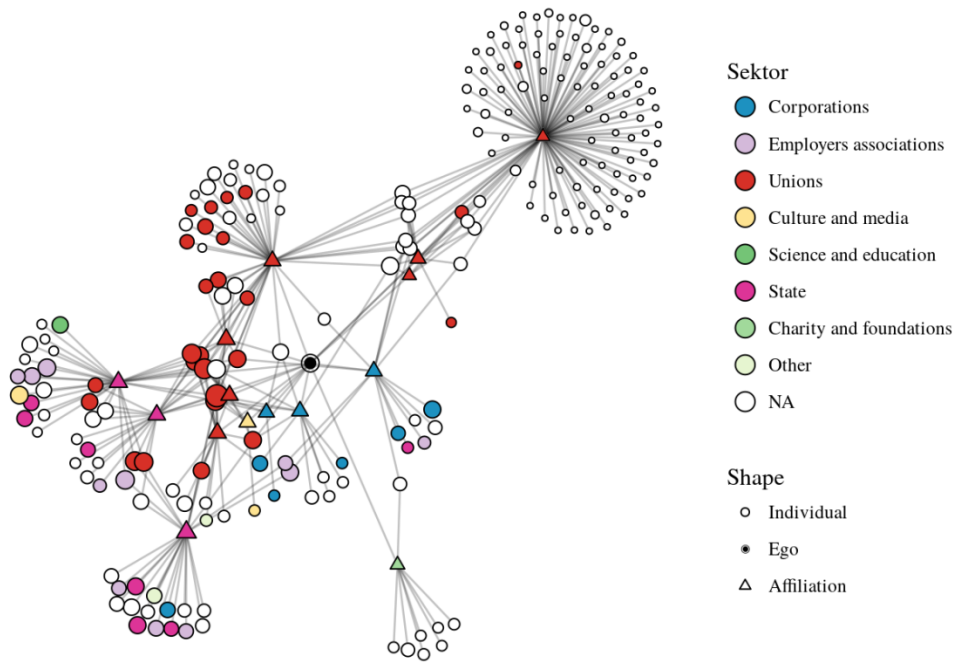 Sektor
Corporations
Employers associations
Unions
Culture and media
Science and education
State
Charity and foundations
Other
NA
Shape
Individual
Ego
Affiliation